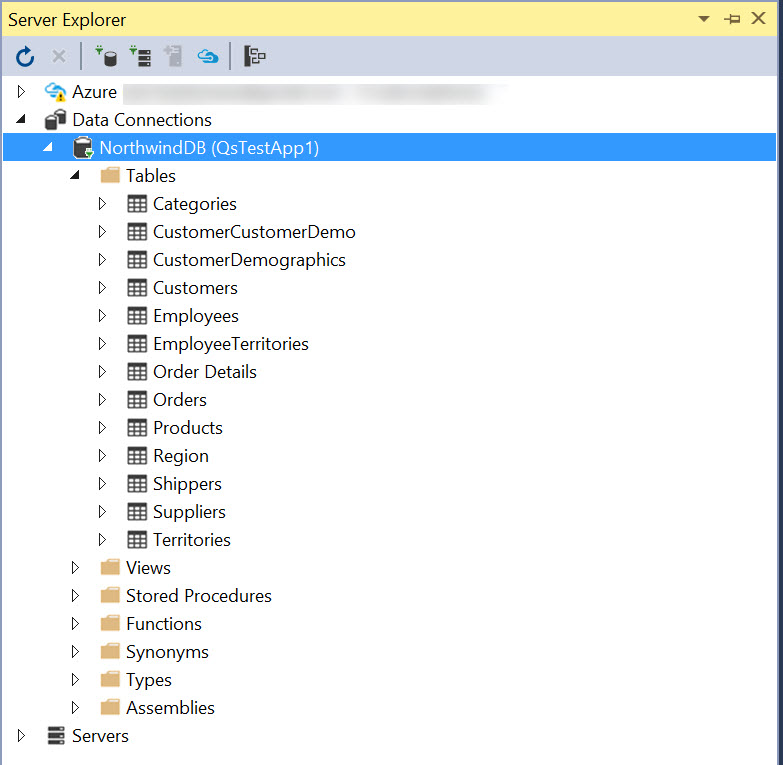 Server Explorer
Azure
Data Connections
NorthwindDB (QsTestApp1)
Tables
Categories
CustomerCustomerDemo
CustomerDemographics
Customers
Employees
EmployeeTerritories
Order Details
Orders
Products
Region
Shippers
Suppliers
Territories
Views
Stored Procedures
Functions
Synonyms
Types
Assemblies
Servers